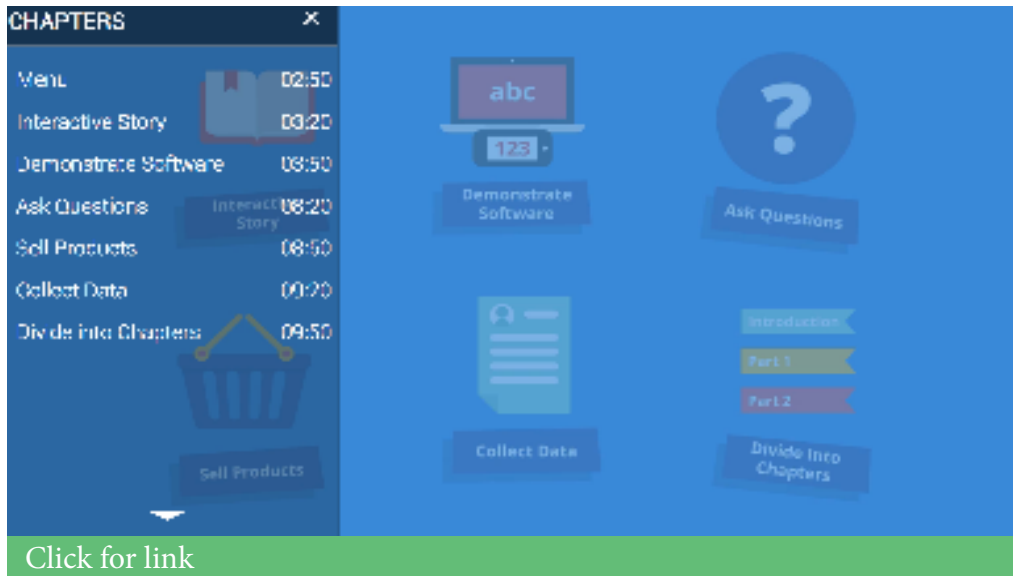 CHAPTERS ×
Menu 02:50
Interactive Story 03:20
Demonstrate Software 03:50
Ask Questions 08:20
Sell Products 08:50
Collect Data 09:20
Divide into Chapters 09:50
Interactive
Story
abc
123
Demonstrate
Software
?
Ask Questions
Sell Products
Collect Data
Introduction
Part 1
Part 2
Divide Into
Chapters
Click for link